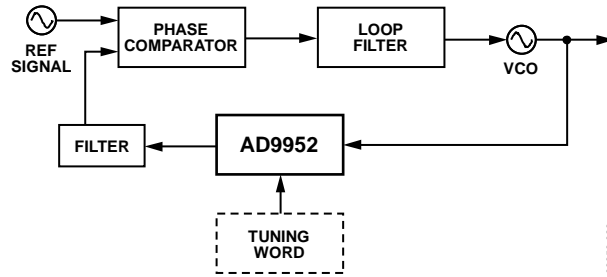 REF
SIGNAL
PHASE
COMPARATOR
LOOP
FILTER
VCO
FILTER
AD9952
TUNING
WORD